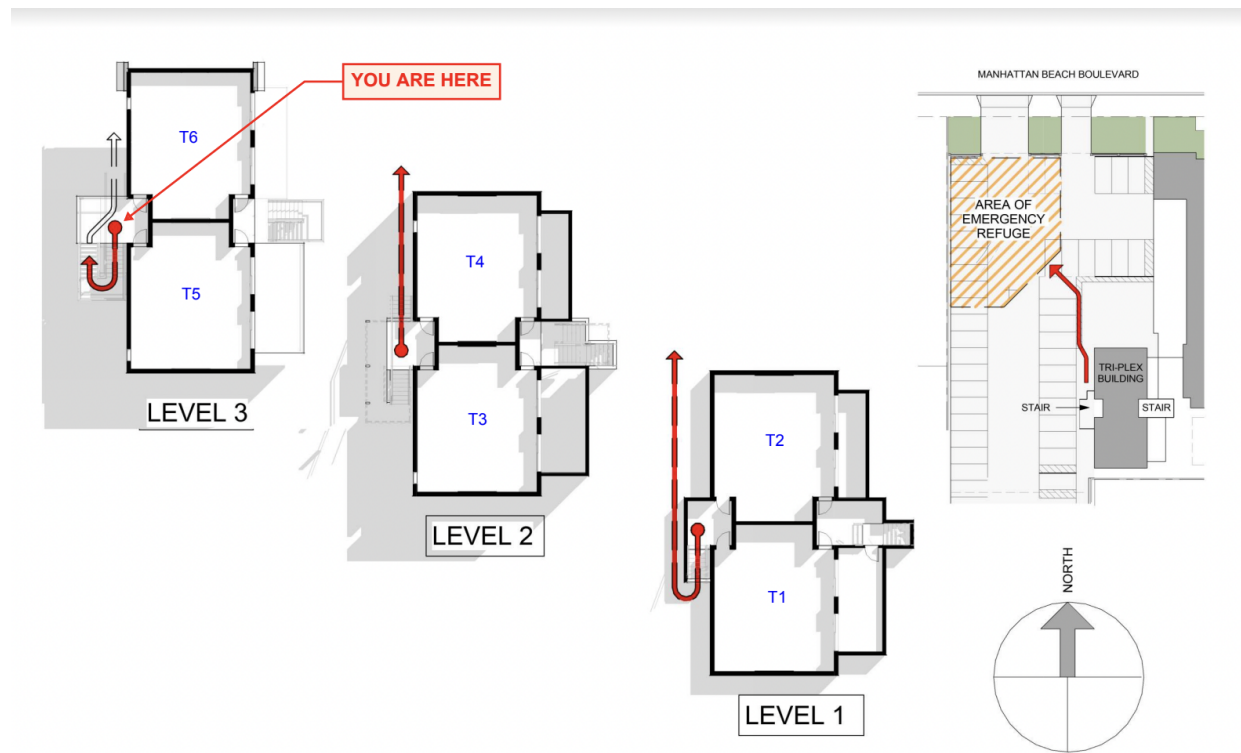 YOU ARE HERE
T6
T5
LEVEL 3
T4
T3
LEVEL 2
T2
T1
LEVEL 1
MANHATTAN BEACH BOULEVARD
AREA OF
EMERGENCY
REFUGE
TRI-PLEX
BUILDING
STAIR
STAIR
NORTH